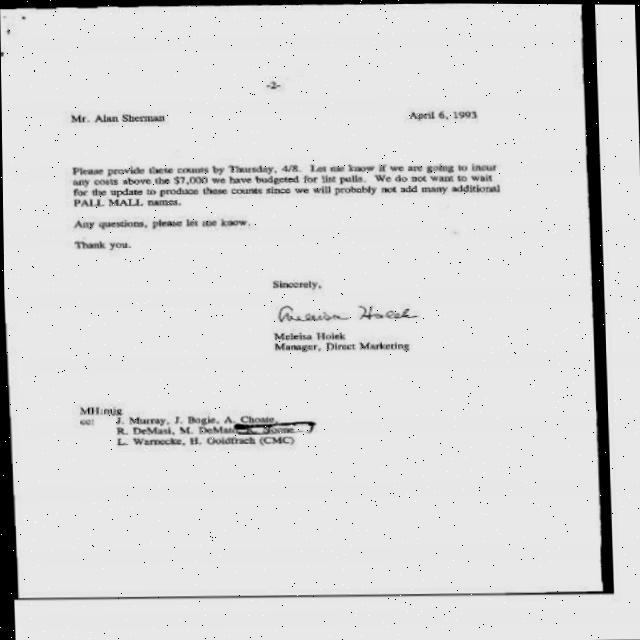 -2-
Mr. Alan Sherman
April 6, 1993
Please provide these counts by Thursday, 4/8. Let me know if we are going to incur
any costs above the $7,000 we have budgeted for list pulls. We do not want to wait
for the update to produce these counts since we will probably not add many additional
PALL MALL names.
Any questions, please let me know.
Thank you.
Sincerely,
Meleisa Holek
Meleisa Holek
Manager, Direct Marketing
MH:mjg
cc: J. Murray, J. Bogie, A. Choate,
R. DeMasi, M. 
L. Warnecke, H. Goldfrach (CMC)